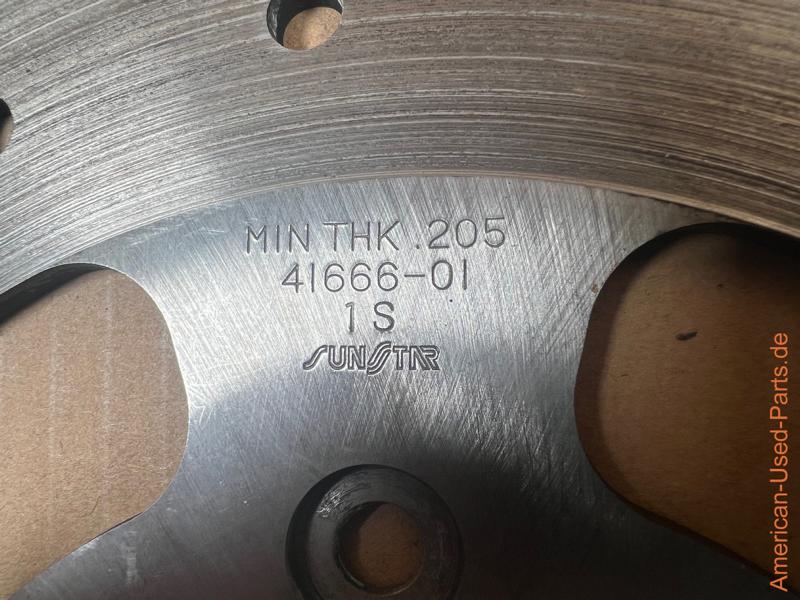 MIN THK .205
41666-01
1 S
SUNSTAR
American-Used-Parts.de